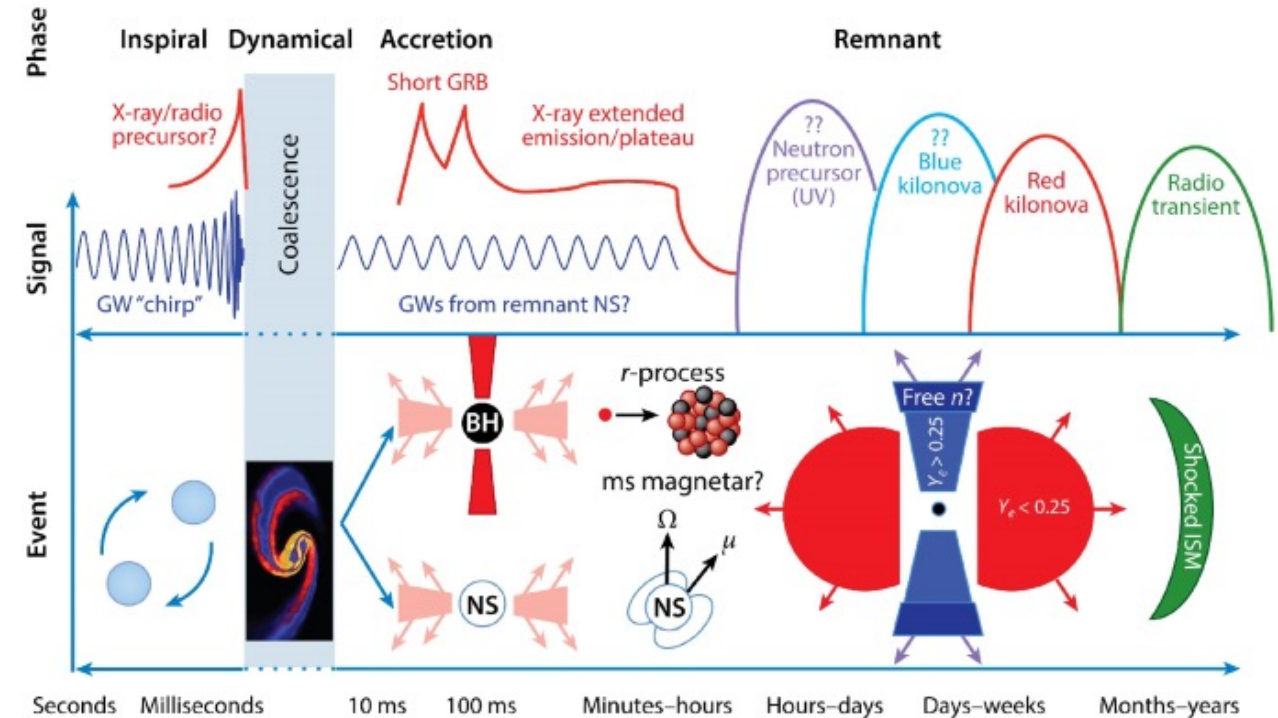 Phase
Inspiral
Dynamical
Accretion
Remnant
Signal
X-ray/radio
precursor?
GW “chirp”
Coalescence
Short GRB
X-ray extended
emission/plateau
GWs from remnant NS?
??
Neutron
precursor
(UV)
??
Blue
kilonova
Red
kilonova
Radio
transient
Event
BH
NS
r-process
ms magnetar?
Ω
μ
NS
Free n?
Ye > 0.25
Ye < 0.25
Shocked ISM
Seconds
Milliseconds
10 ms
100 ms
Minutes–hours
Hours–days
Days–weeks
Months–years